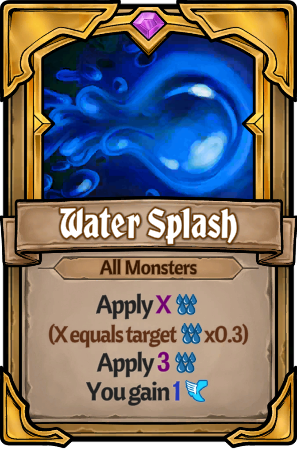 Water Splash
All Monsters
Apply X
(X equals target x0.3)
Apply 3
You gain 1